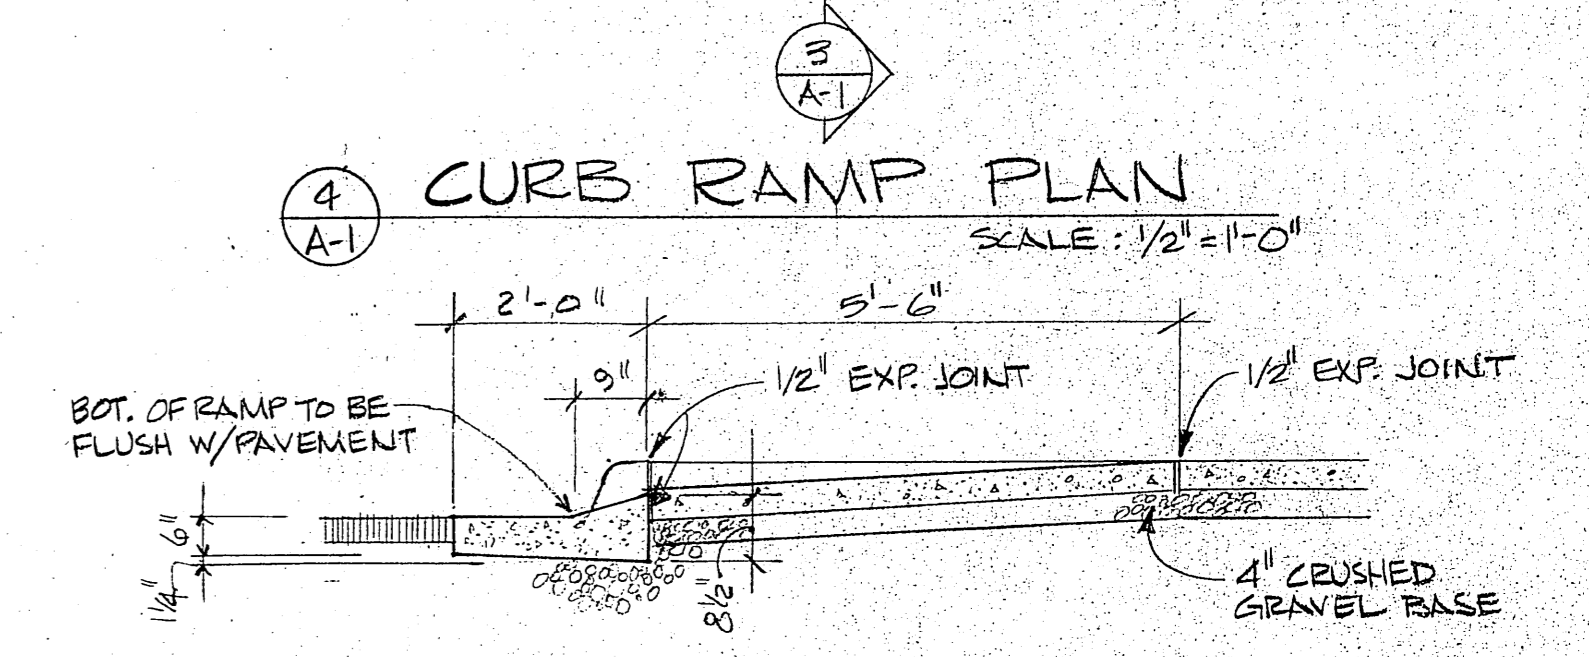 3
A-1
4
A-1
CURB RAMP PLAN
SCALE : 1/2" = 1'-0"
2'-0"
5'-6"
9"
1/2" EXP. JOINT
1/2" EXP. JOINT
BOT. OF RAMP TO BE
FLUSH W/PAVEMENT
6"
1 1/4"
8 1/2"
4" CRUSHED
GRAVEL BASE